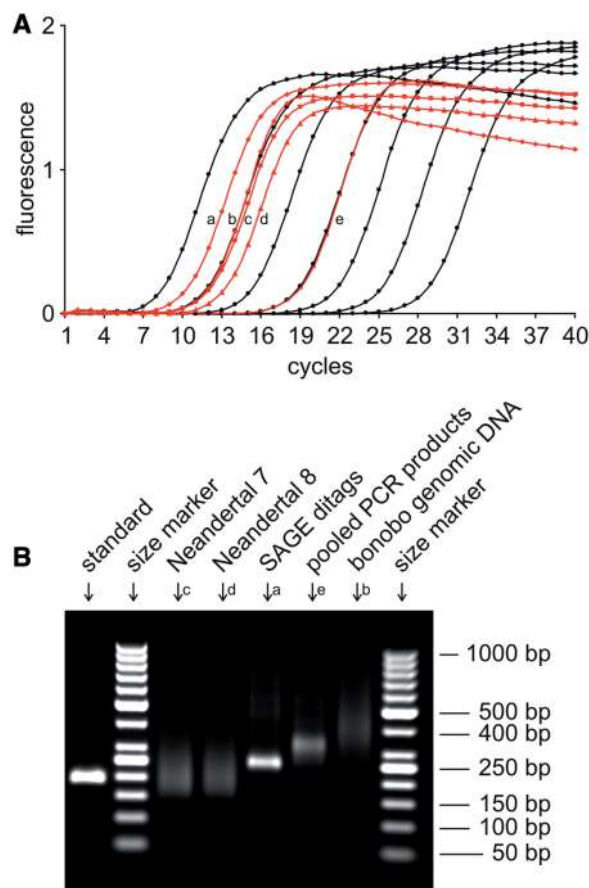 A
2
1
0
fluorescence
a b c d e
1 4 7 10 13 16 19 22 25 28 31 34 37 40
cycles
B
standard
size marker
Neandertal 7
Neandertal 8
SAGE ditags
pooled PCR products
bonobo genomic DNA
size marker
c d a e b
1000 bp
500 bp
400 bp
250 bp
150 bp
100 bp
50 bp